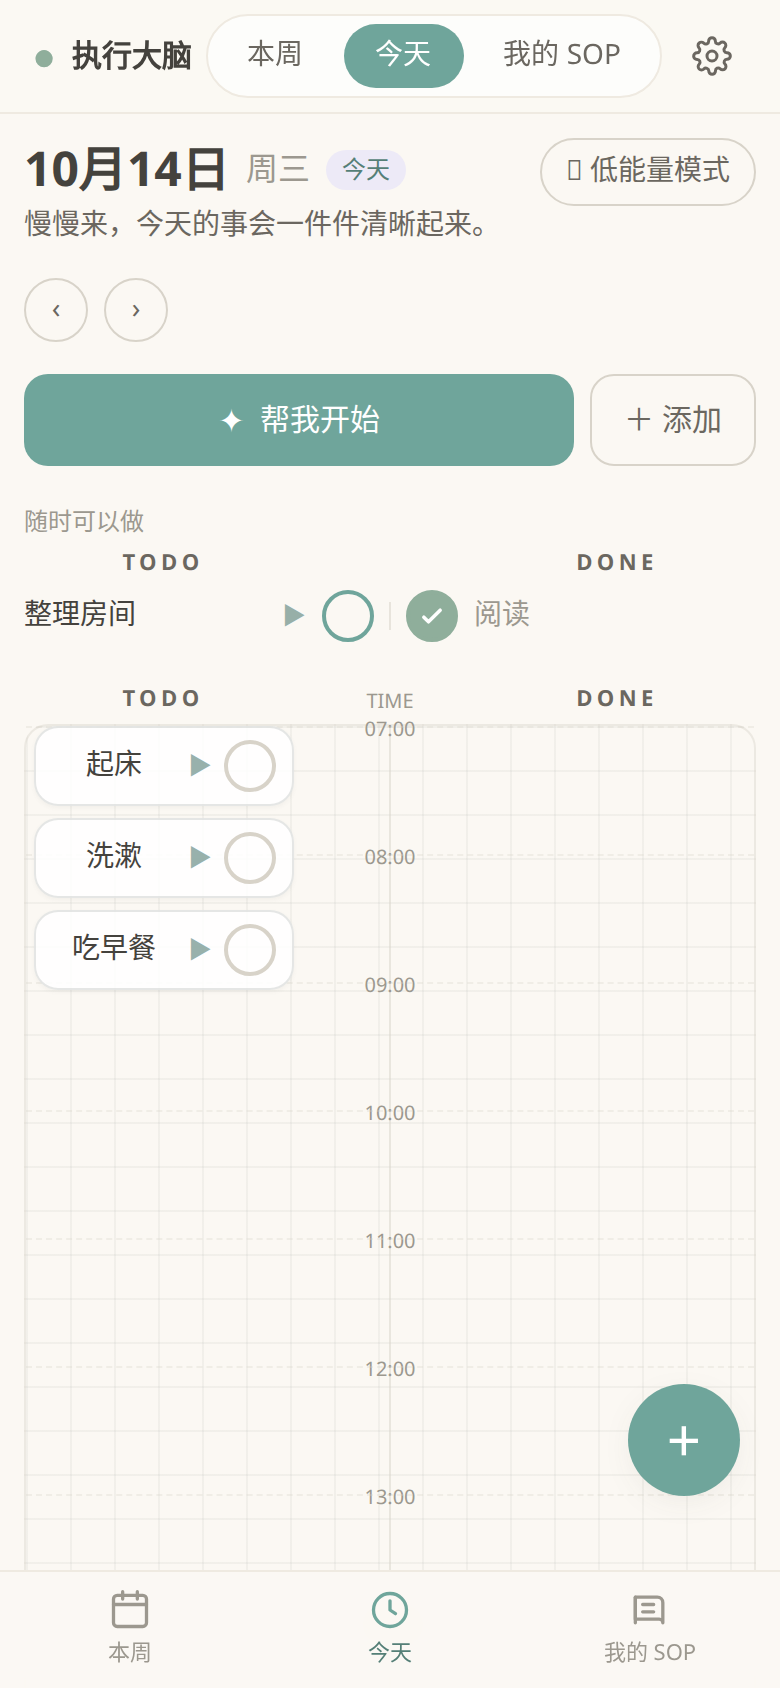 执行大脑 本周 今天 我的 SOP
10月14日 周三 今天 低能量模式
慢慢来，今天的事会一件件清晰起来。
‹ ›
✦ 帮我开始 ＋ 添加
随时可以做
TODO DONE
整理房间 阅读
TODO TIME DONE
07:00
起床
08:00
洗漱
吃早餐
09:00
10:00
11:00
12:00
+
13:00
本周 今天 我的 SOP